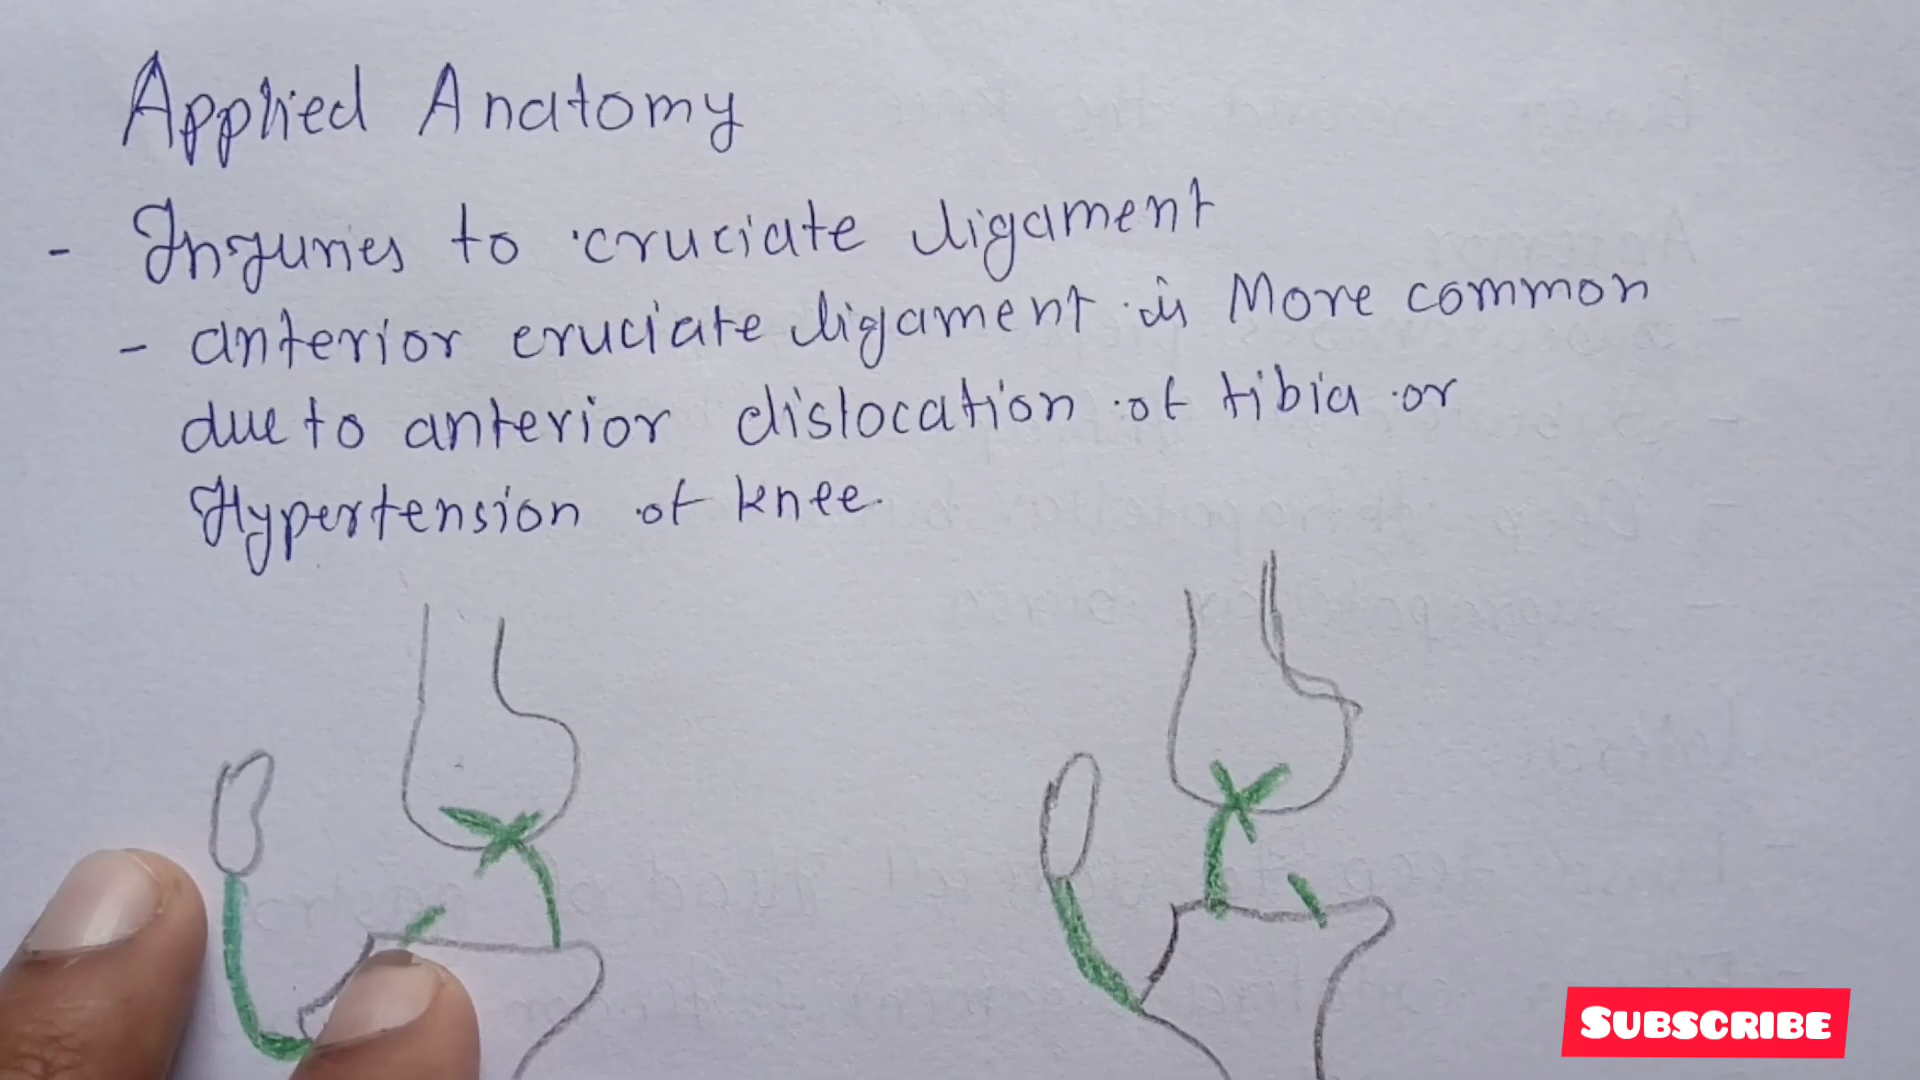 Applied Anatomy
- Injuries to cruciate ligament
- anterior cruciate ligament is More common
due to anterior dislocation of tibia or
Hypertension of knee.
SUBSCRIBE